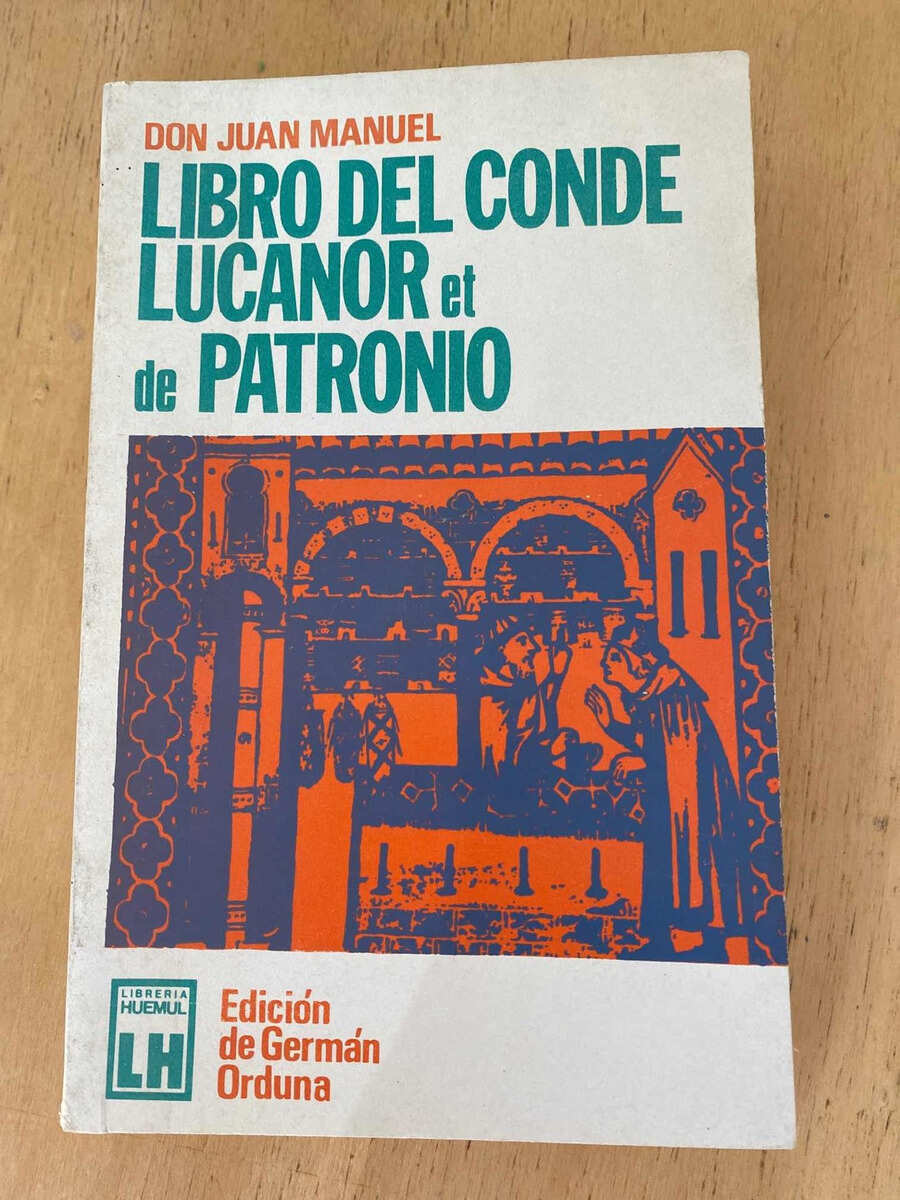 DON JUAN MANUEL
LIBRO DEL CONDE
LUCANOR et
de PATRONIO
LIBRERIA
HUEMUL
LH
Edición
de Germán
Orduna